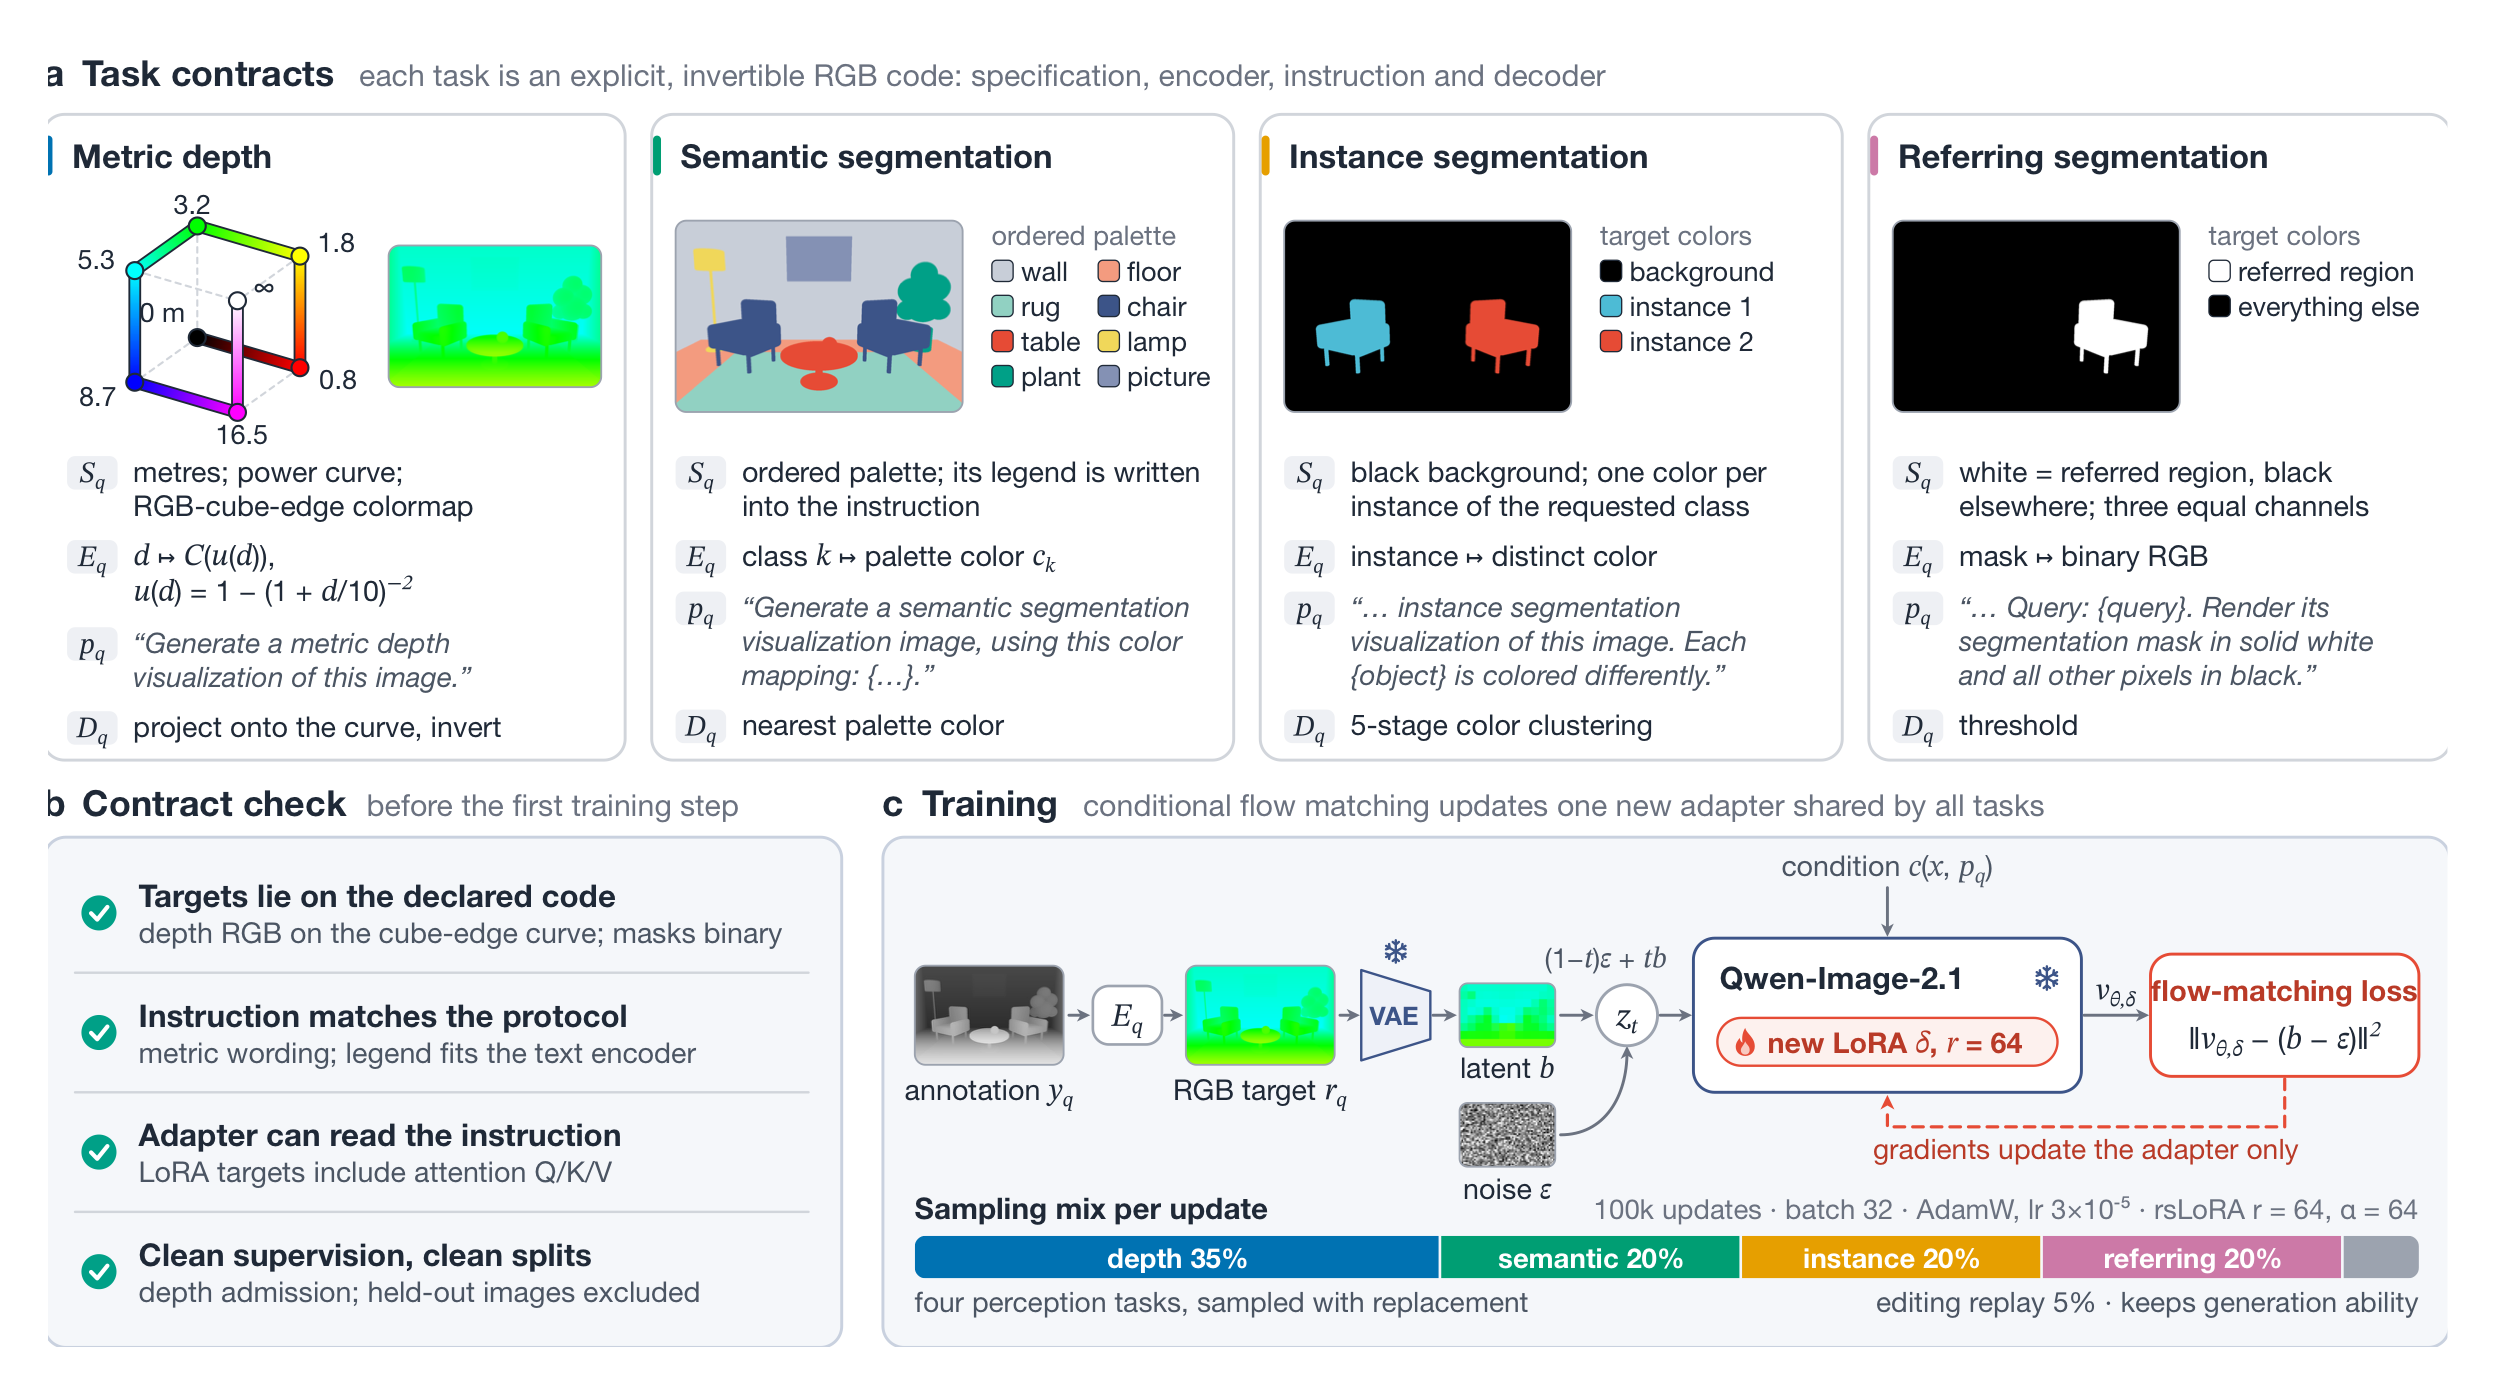 a Task contracts each task is an explicit, invertible RGB code: specification, encoder, instruction and decoder
Metric depth
3.2
1.8
5.3
∞
0 m
0.8
8.7
16.5
S_q metres; power curve;
RGB-cube-edge colormap
E_q d ↦ C(u(d)),
u(d) = 1 − (1 + d/10)⁻²
p_q “Generate a metric depth
visualization of this image.”
D_q project onto the curve, invert
Semantic segmentation
ordered palette
wall floor
rug chair
table lamp
plant picture
S_q ordered palette; its legend is written
into the instruction
E_q class k ↦ palette color c_k
p_q “Generate a semantic segmentation
visualization image, using this color
mapping: {…}.”
D_q nearest palette color
Instance segmentation
target colors
background
instance 1
instance 2
S_q black background; one color per
instance of the requested class
E_q instance ↦ distinct color
p_q “… instance segmentation
visualization of this image. Each
{object} is colored differently.”
D_q 5-stage color clustering
Referring segmentation
target colors
referred region
everything else
S_q white = referred region, black
elsewhere; three equal channels
E_q mask ↦ binary RGB
p_q “… Query: {query}. Render its
segmentation mask in solid white
and all other pixels in black.”
D_q threshold
b Contract check before the first training step
Targets lie on the declared code
depth RGB on the cube-edge curve; masks binary
Instruction matches the protocol
metric wording; legend fits the text encoder
Adapter can read the instruction
LoRA targets include attention Q/K/V
Clean supervision, clean splits
depth admission; held-out images excluded
c Training conditional flow matching updates one new adapter shared by all tasks
condition c(x, p_q)
annotation y_q
E_q
RGB target r_q
VAE
latent b
noise ε
(1−t)ε + tb
z_t
Qwen-Image-2.1
new LoRA δ, r = 64
v_θ,δ
flow-matching loss
‖v_θ,δ − (b − ε)‖²
gradients update the adapter only
Sampling mix per update
100k updates · batch 32 · AdamW, lr 3×10⁻⁵ · rsLoRA r = 64, α = 64
depth 35% semantic 20% instance 20% referring 20%
four perception tasks, sampled with replacement
editing replay 5% · keeps generation ability